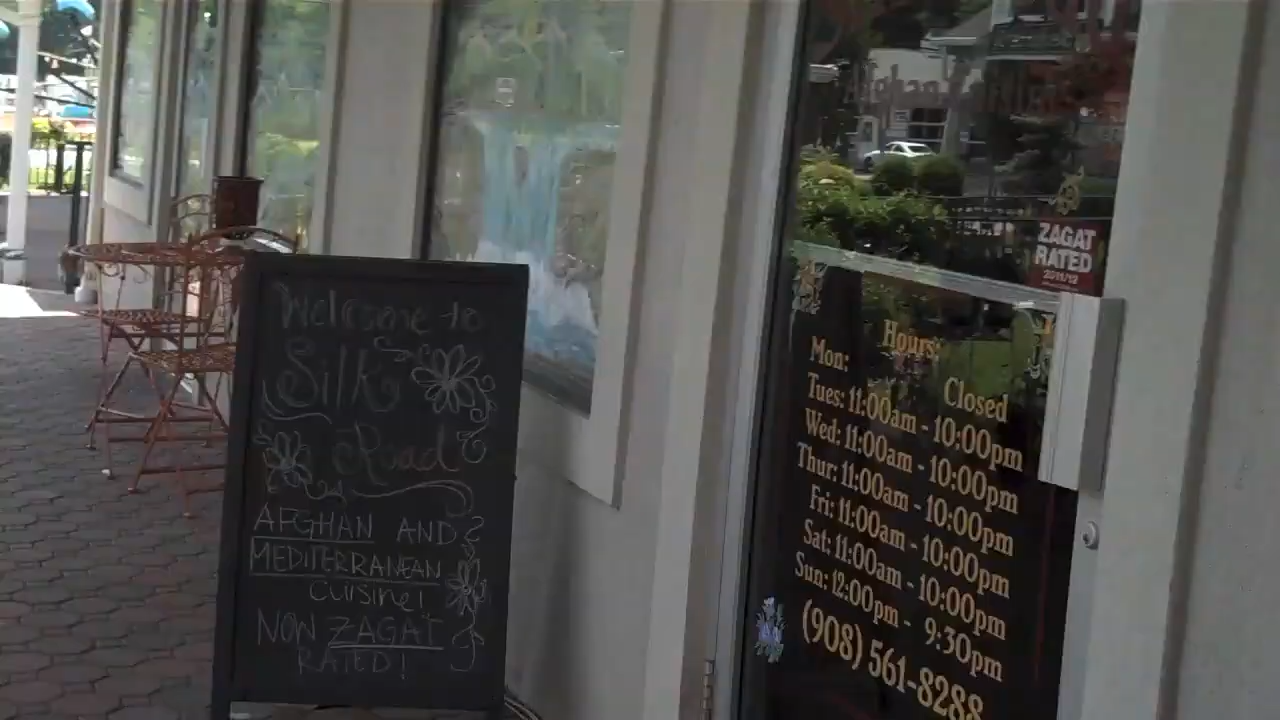 Welcome to
Silk
Road
AFGHAN AND
MEDITERRANEAN
CUISINE!
NOW ZAGAT
RATED!
ZAGAT
RATED
2011/12
Hours:
Mon: Closed
Tues: 11:00am - 10:00pm
Wed: 11:00am - 10:00pm
Thur: 11:00am - 10:00pm
Fri: 11:00am - 10:00pm
Sat: 11:00am - 10:00pm
Sun: 12:00pm - 9:30pm
(908) 561-8288